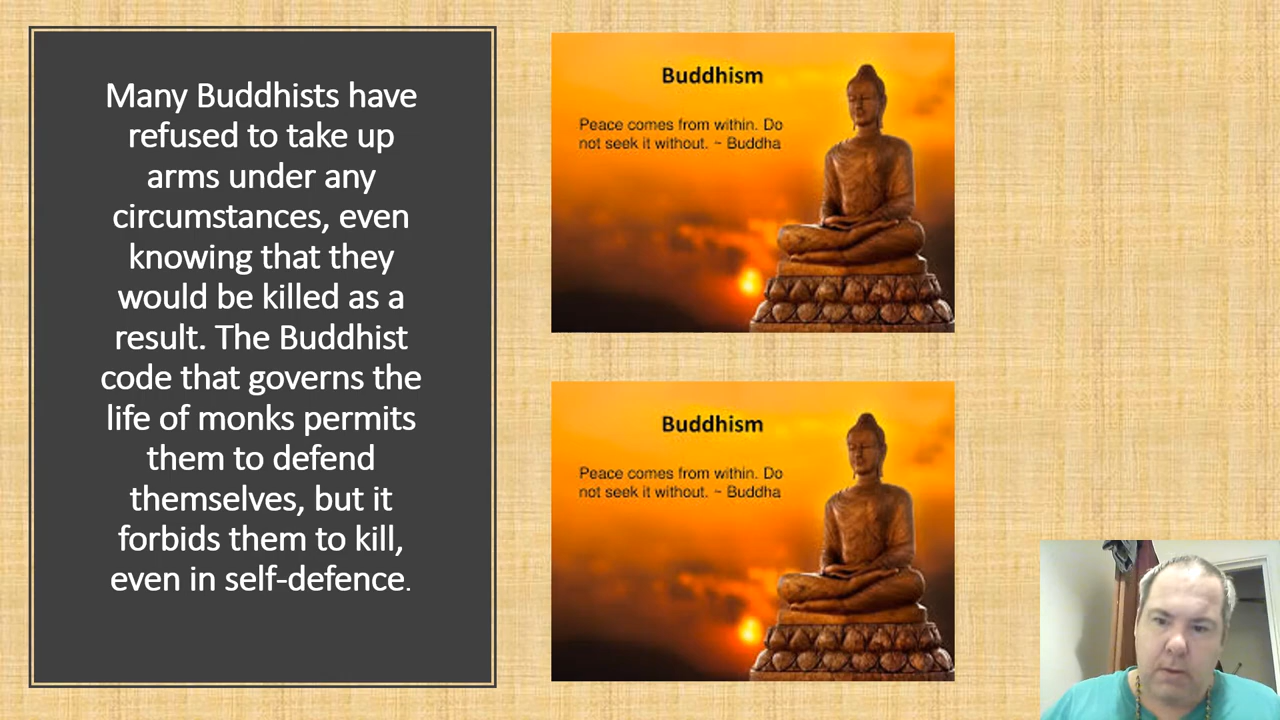 Many Buddhists have
refused to take up
arms under any
circumstances, even
knowing that they
would be killed as a
result. The Buddhist
code that governs the
life of monks permits
them to defend
themselves, but it
forbids them to kill,
even in self-defence.
Buddhism
Peace comes from within. Do
not seek it without. ~ Buddha
Buddhism
Peace comes from within. Do
not seek it without. ~ Buddha